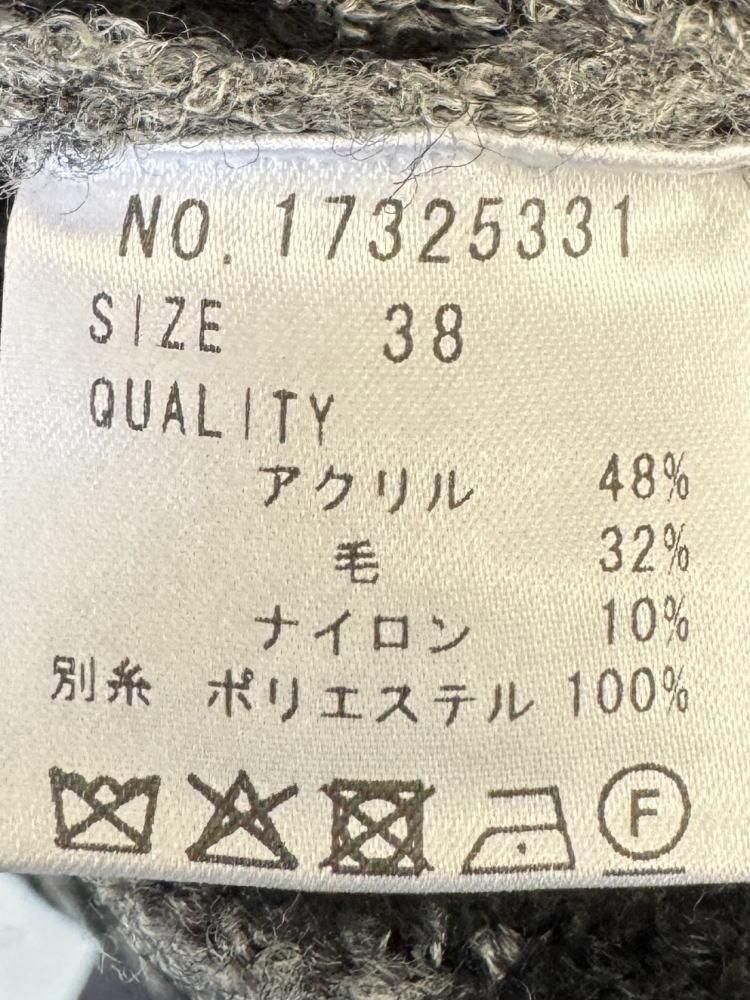 NO. 17325331
SIZE 38
QUALITY
アクリル 48%
毛 32%
ナイロン 10%
別糸 ポリエステル 100%
F